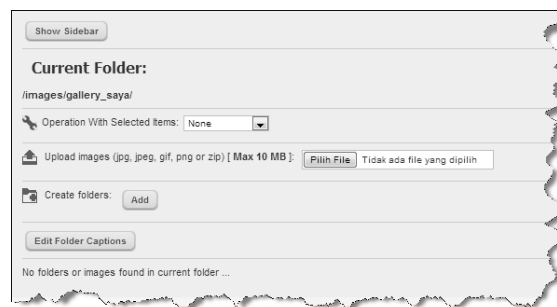 Show Sidebar
Current Folder:
/images/gallery_saya/
Operation With Selected Items: None
Upload images (jpg, jpeg, gif, png or zip) [ Max 10 MB ]: Pilih File Tidak ada file yang dipilih
Create folders: Add
Edit Folder Captions
No folders or images found in current folder ...